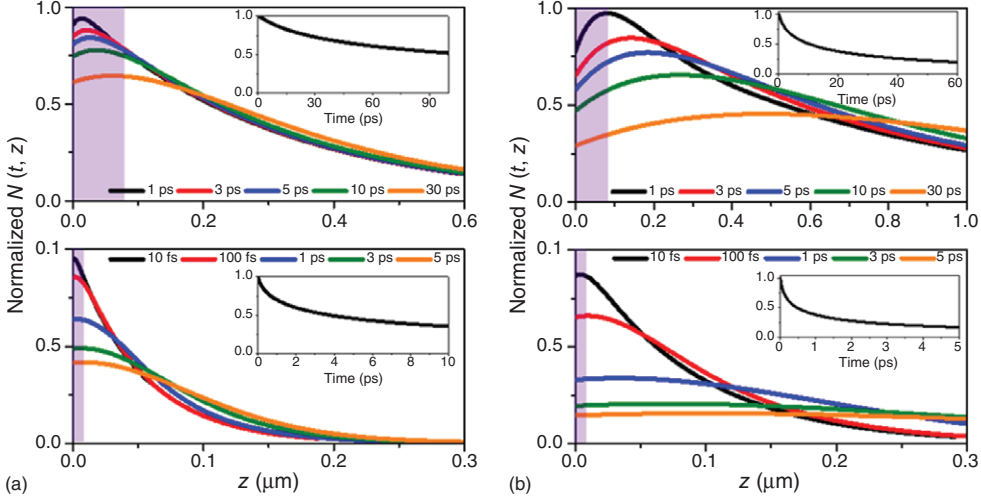 Normalized N (t, z)
1.0
0.5
0.0
0.0 0.2 0.4 0.6
1.0
0.5
0.0
0 30 60 90
Time (ps)
1 ps 3 ps 5 ps 10 ps 30 ps
0.1
0.5
0.0
0.0 0.1 0.2 0.3
10 fs 100 fs 1 ps 3 ps 5 ps
1.0
0.5
0.0
0 2 4 6 8 10
Time (ps)
z (μm)
(a)
Normalized N (t, z)
1.0
0.5
0.0
0.0 0.2 0.4 0.6 0.8 1.0
1.0
0.5
0.0
0 20 40 60
Time (ps)
1 ps 3 ps 5 ps 10 ps 30 ps
0.1
0.5
0.0
0.0 0.1 0.2 0.3
10 fs 100 fs 1 ps 3 ps 5 ps
1.0
0.5
0.0
0 1 2 3 4 5
Time (ps)
z (μm)
(b)